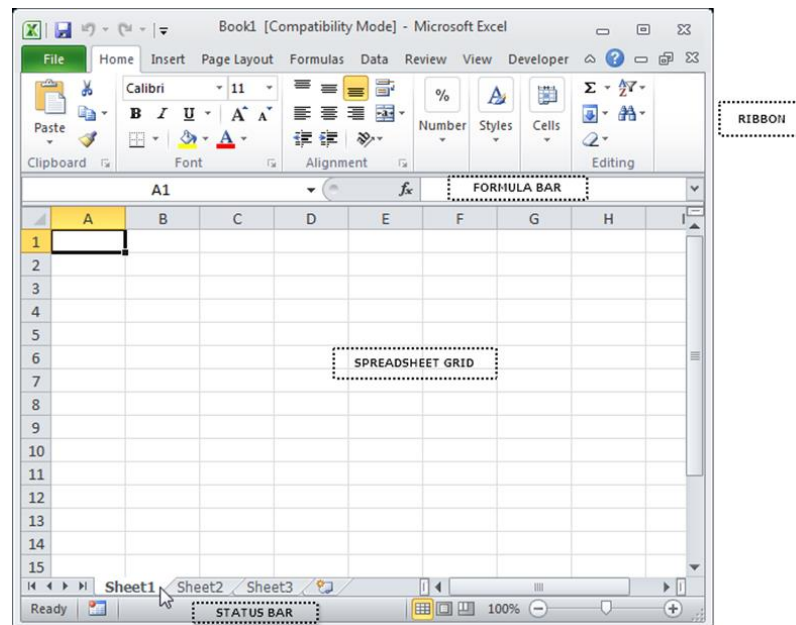 Book1 [Compatibility Mode] - Microsoft Excel
File Home Insert Page Layout Formulas Data Review View Developer
Calibri 11 % A Σ
Paste B I U A A Number Styles Cells
A
Clipboard Font Alignment Editing
RIBBON
A1 fx FORMULA BAR
A B C D E F G H I
1
2
3
4
5
6 SPREADSHEET GRID
7
8
9
10
11
12
13
14
15
Sheet1 Sheet2 Sheet3
Ready STATUS BAR 100%